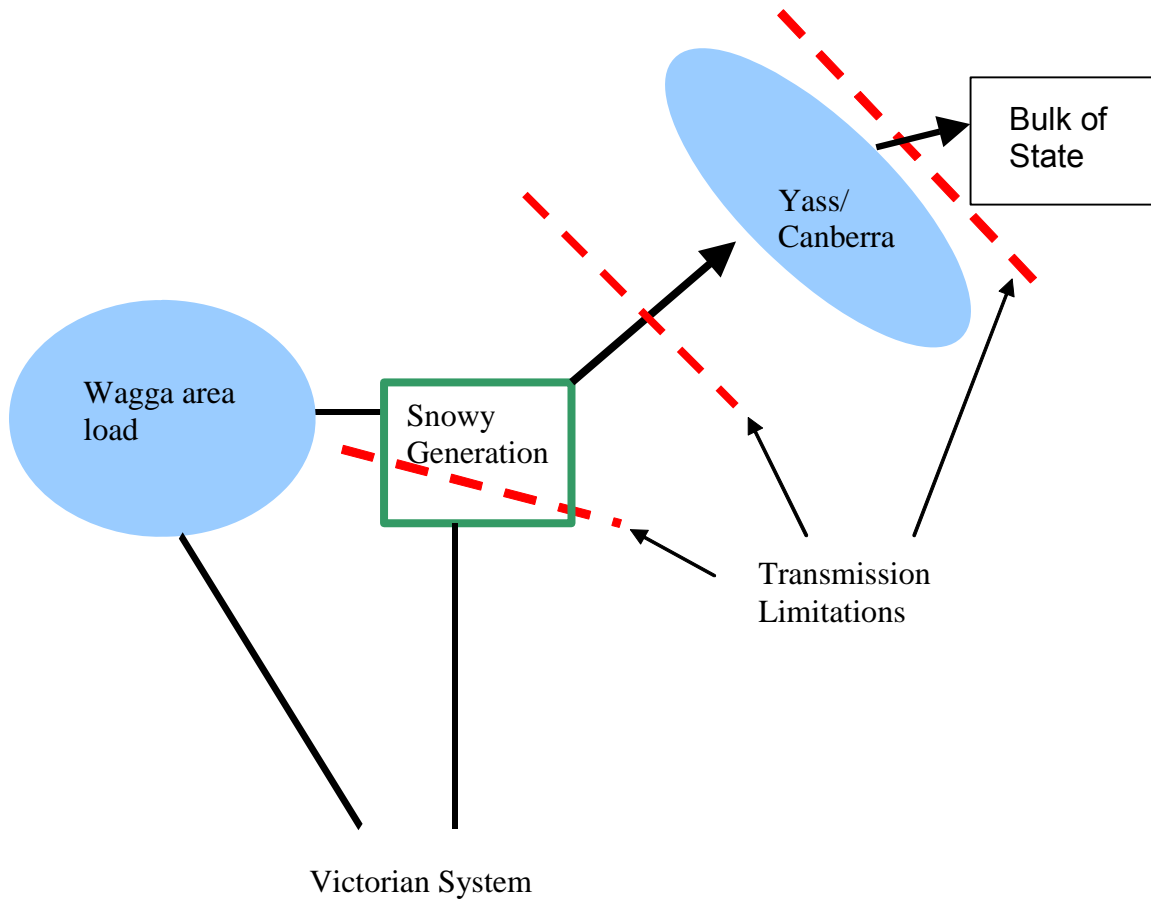 Bulk of
State
Yass/
Canberra
Wagga area
load
Snowy
Generation
Transmission
Limitations
Victorian System